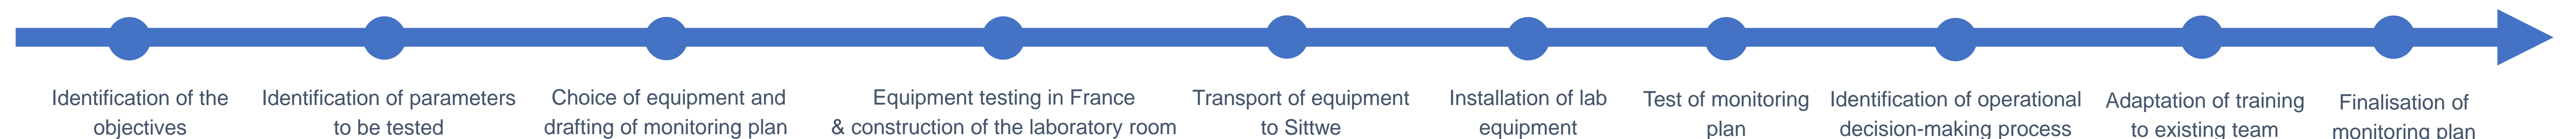 Identification of the
objectives
Identification of parameters
to be tested
Choice of equipment and
drafting of monitoring plan
Equipment testing in France
& construction of the laboratory room
Transport of equipment
to Sittwe
Installation of lab
equipment
Test of monitoring
plan
Identification of operational
decision-making process
Adaptation of training
to existing team
Finalisation of
monitoring plan